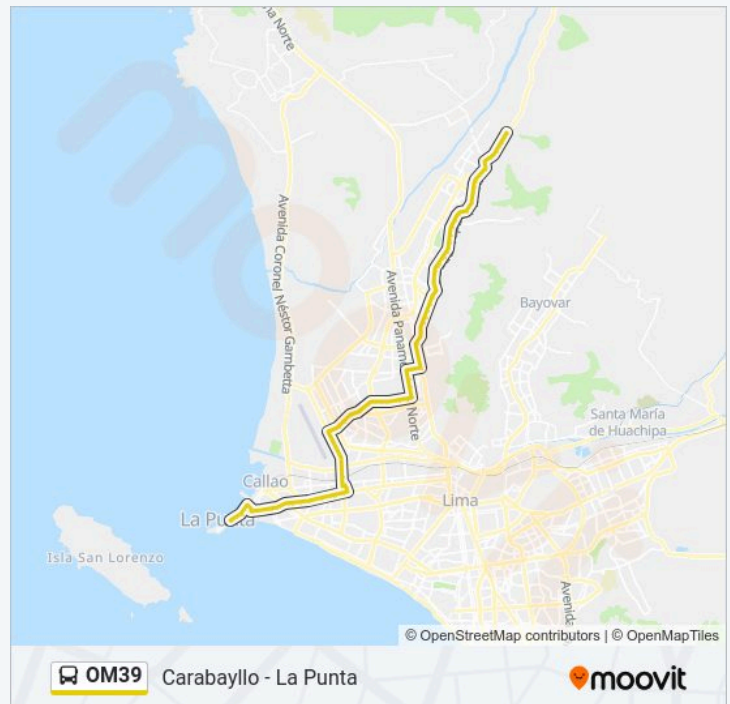 na Norte
Avenida Coronel Néstor Gambetta
Avenida Panam
Norte
Bayovar
Santa María
de Huachipa
Callao
Lima
La Punta
Isla San Lorenzo
Avenida
© OpenStreetMap contributors | © OpenMapTiles
OM39 Carabayllo - La Punta
moovit